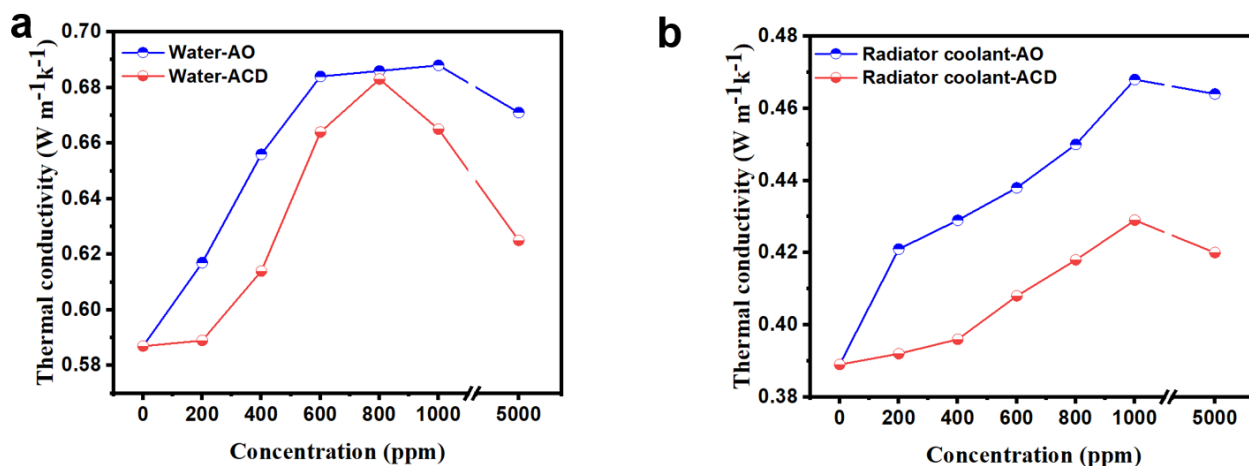 a
Thermal conductivity (W m⁻¹k⁻¹)
0.70
0.68
0.66
0.64
0.62
0.60
0.58
Water-AO
Water-ACD
0 200 400 600 800 1000 5000
Concentration (ppm)
b
Thermal conductivity (W m⁻¹k⁻¹)
0.48
0.46
0.44
0.42
0.40
0.38
Radiator coolant-AO
Radiator coolant-ACD
0 200 400 600 800 1000 5000
Concentration (ppm)